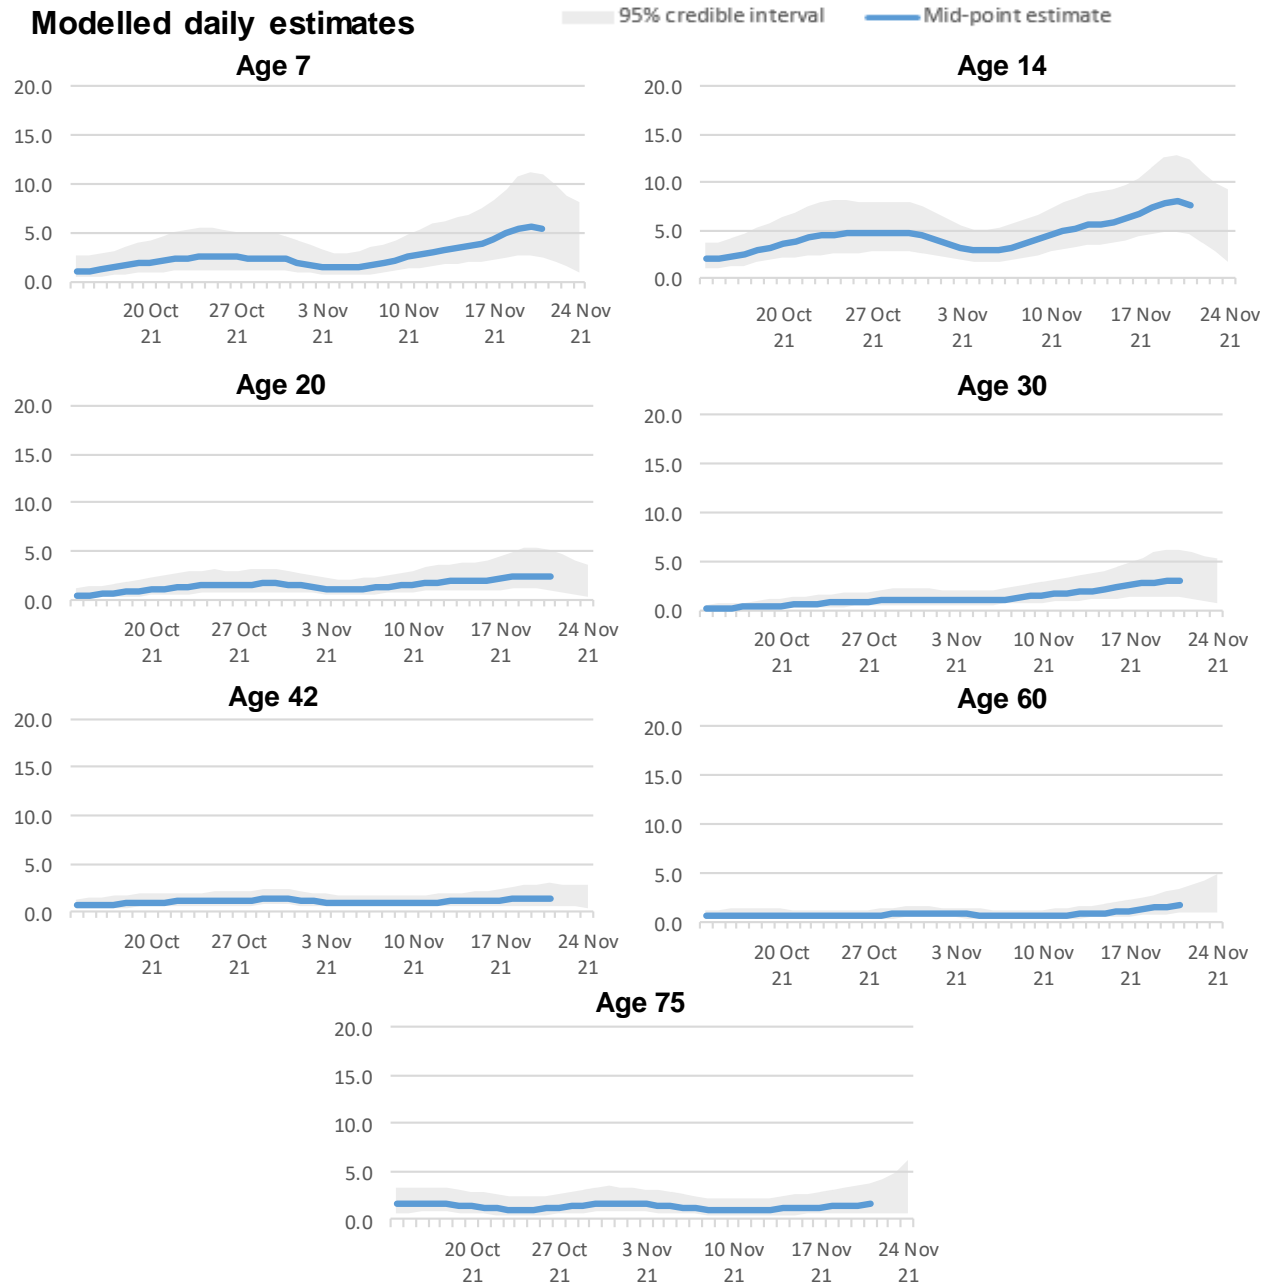 Modelled daily estimates
95% credible interval
Mid-point estimate
Age 7
20.0
15.0
10.0
5.0
0.0
20 Oct 27 Oct 3 Nov 10 Nov 17 Nov 24 Nov
21 21 21 21 21 21
Age 14
20.0
15.0
10.0
5.0
0.0
20 Oct 27 Oct 3 Nov 10 Nov 17 Nov 24 Nov
21 21 21 21 21 21
Age 20
20.0
15.0
10.0
5.0
0.0
20 Oct 27 Oct 3 Nov 10 Nov 17 Nov 24 Nov
21 21 21 21 21 21
Age 30
20.0
15.0
10.0
5.0
0.0
20 Oct 27 Oct 3 Nov 10 Nov 17 Nov 24 Nov
21 21 21 21 21 21
Age 42
20.0
15.0
10.0
5.0
0.0
20 Oct 27 Oct 3 Nov 10 Nov 17 Nov 24 Nov
21 21 21 21 21 21
Age 60
20.0
15.0
10.0
5.0
0.0
20 Oct 27 Oct 3 Nov 10 Nov 17 Nov 24 Nov
21 21 21 21 21 21
Age 75
20.0
15.0
10.0
5.0
0.0
20 Oct 27 Oct 3 Nov 10 Nov 17 Nov 24 Nov
21 21 21 21 21 21